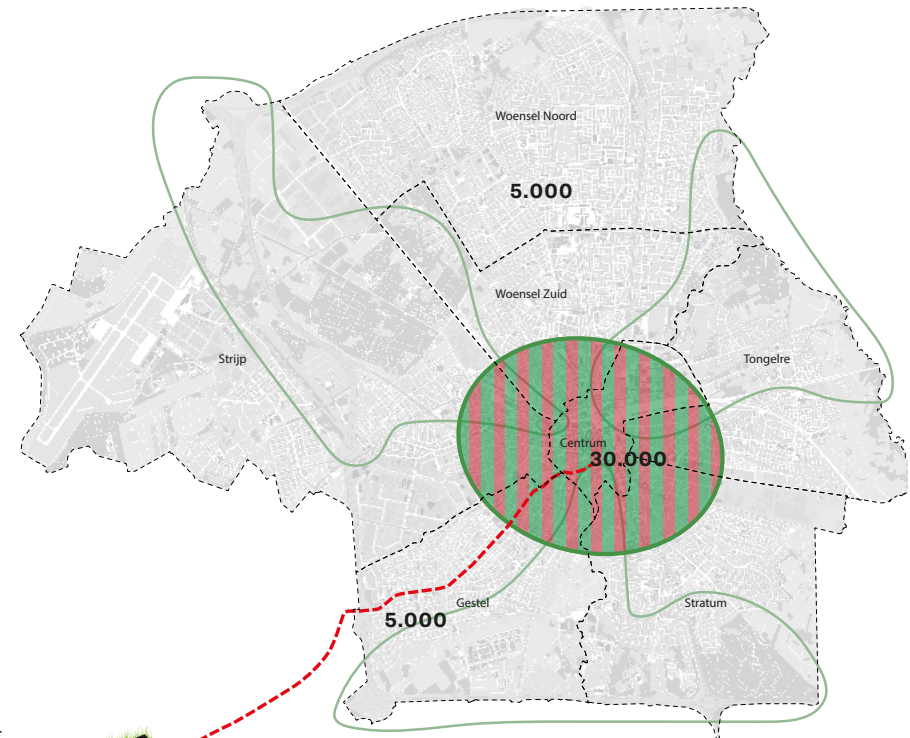 Woensel Noord
5.000
Woensel Zuid
Strijp
Tongelre
Centrum
30.000
Gestel
Stratum
5.000